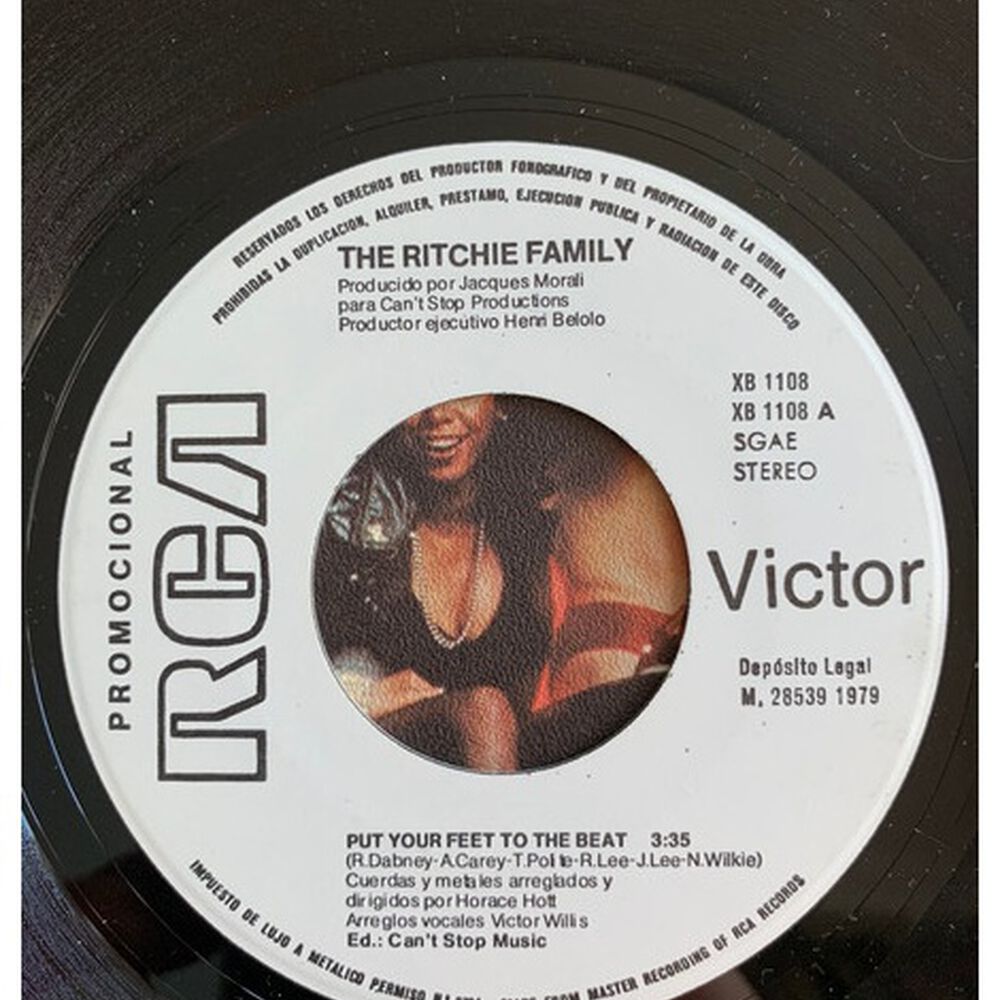 RESERVADOS LOS DERECHOS DEL PRODUCTOR FONOGRAFICO Y DEL PROPIETARIO DE LA OBRA
PROHIBIDAS LA DUPLICACION, ALQUILER, PRESTAMO, EJECUCION PUBLICA Y RADIACION DE ESTE DISCO
THE RITCHIE FAMILY
Producido por Jacques Morali
para Can't Stop Productions
Productor ejecutivo Henri Belolo
XB 1108
XB 1108 A
SGAE
STEREO
PROMOCIONAL
RCA
Victor
Depósito Legal
M. 28539 1979
PUT YOUR FEET TO THE BEAT 3:35
(R.Dabney-A.Carey-T.Polite-R.Lee-J.Lee-N.Wilkie)
Cuerdas y metales arreglados y
dirigidos por Horace Hott
Arreglos vocales Victor Willis
Ed.: Can't Stop Music
IMPUESTO DE LUJO A METALICO PERMISO FROM MASTER RECORDING OF RCA RECORDS